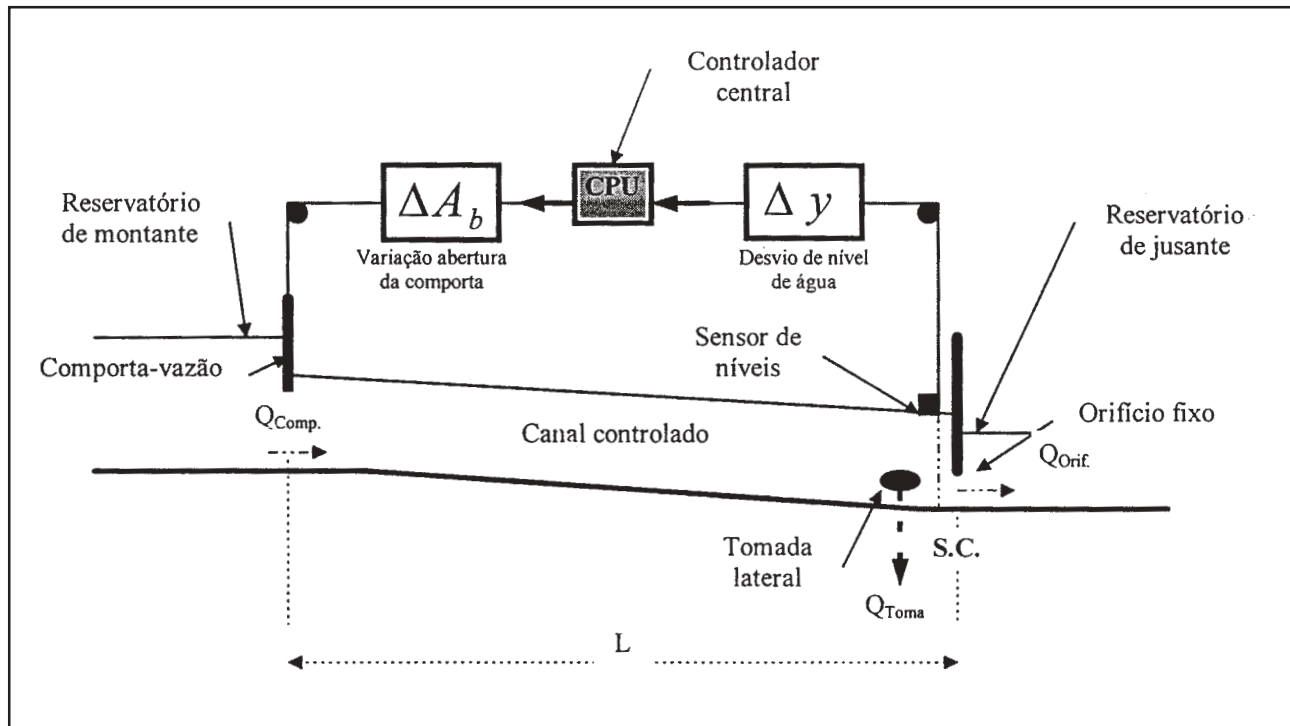 Controlador
central
CPU
ΔA_b
Δ y
Reservatório
de montante
Variação abertura
da comporta
Desvio de nível
de água
Reservatório
de jusante
Comporta-vazão
Sensor de
níveis
Q_Comp.
Canal controlado
Orifício fixo
Q_Orif.
Tomada
lateral
S.C.
Q_Toma
L